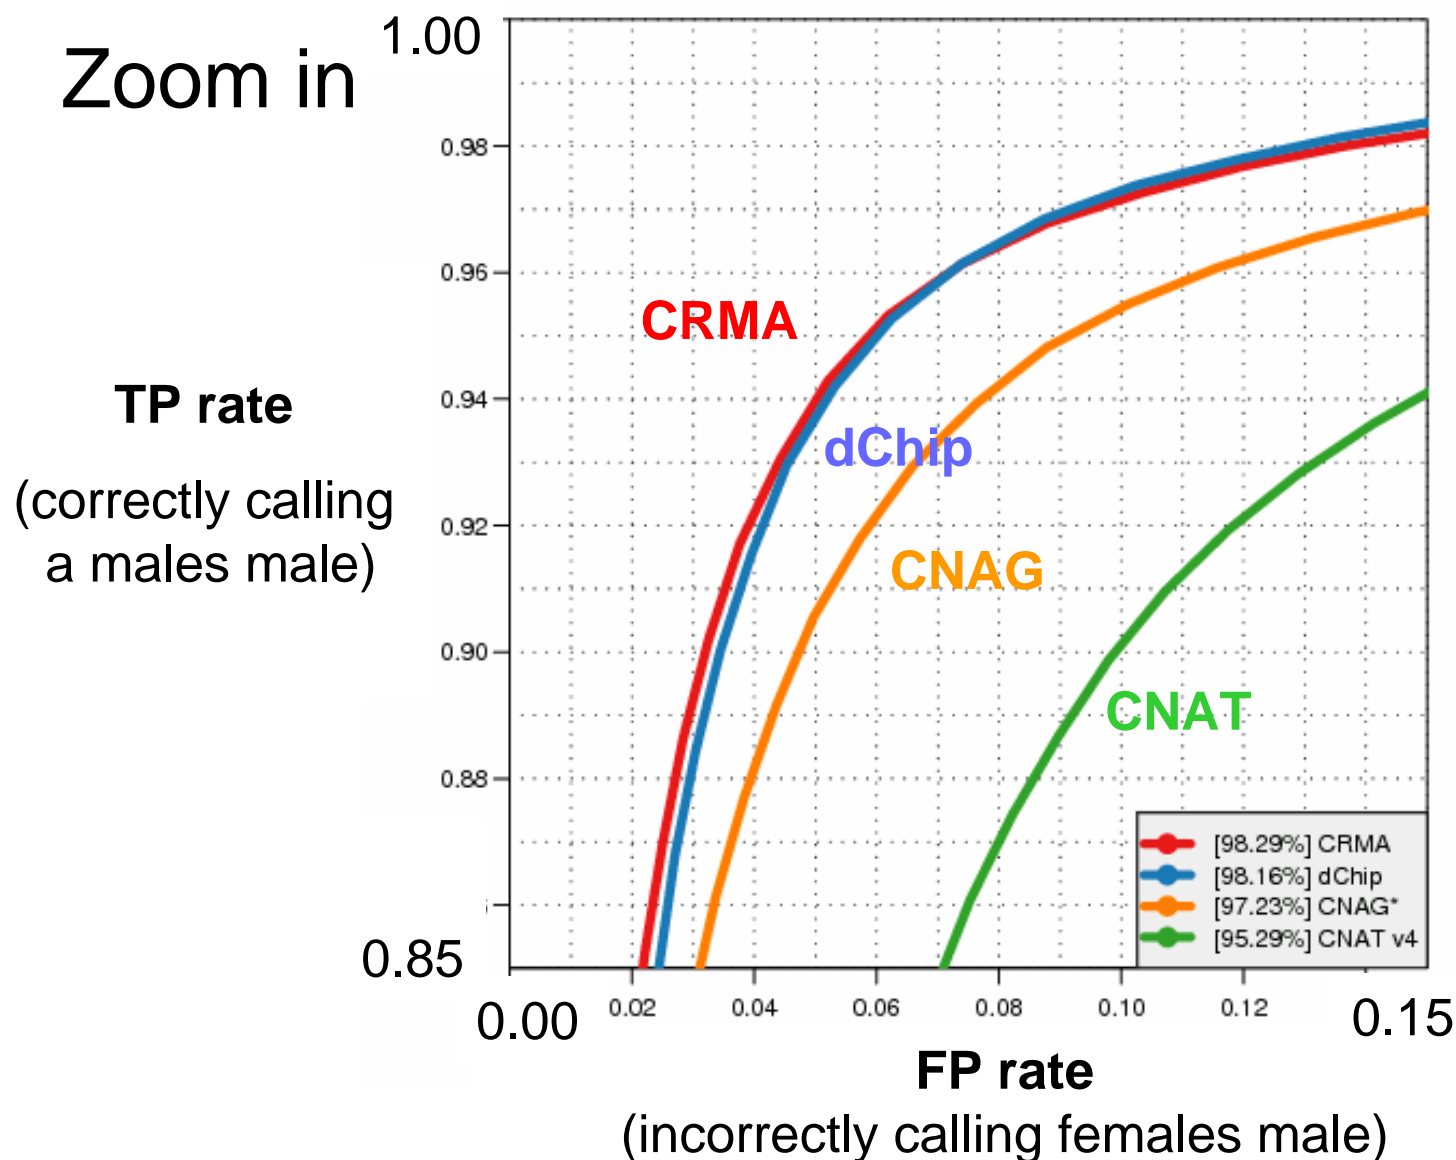 Zoom in
1.00
0.98
0.96
0.94
0.92
0.90
0.88
0.85
TP rate
(correctly calling
a males male)
CRMA
dChip
CNAG
CNAT
[98.29%] CRMA
[98.16%] dChip
[97.23%] CNAG*
[95.29%] CNAT v4
0.00 0.02 0.04 0.06 0.08 0.10 0.12 0.15
FP rate
(incorrectly calling females male)